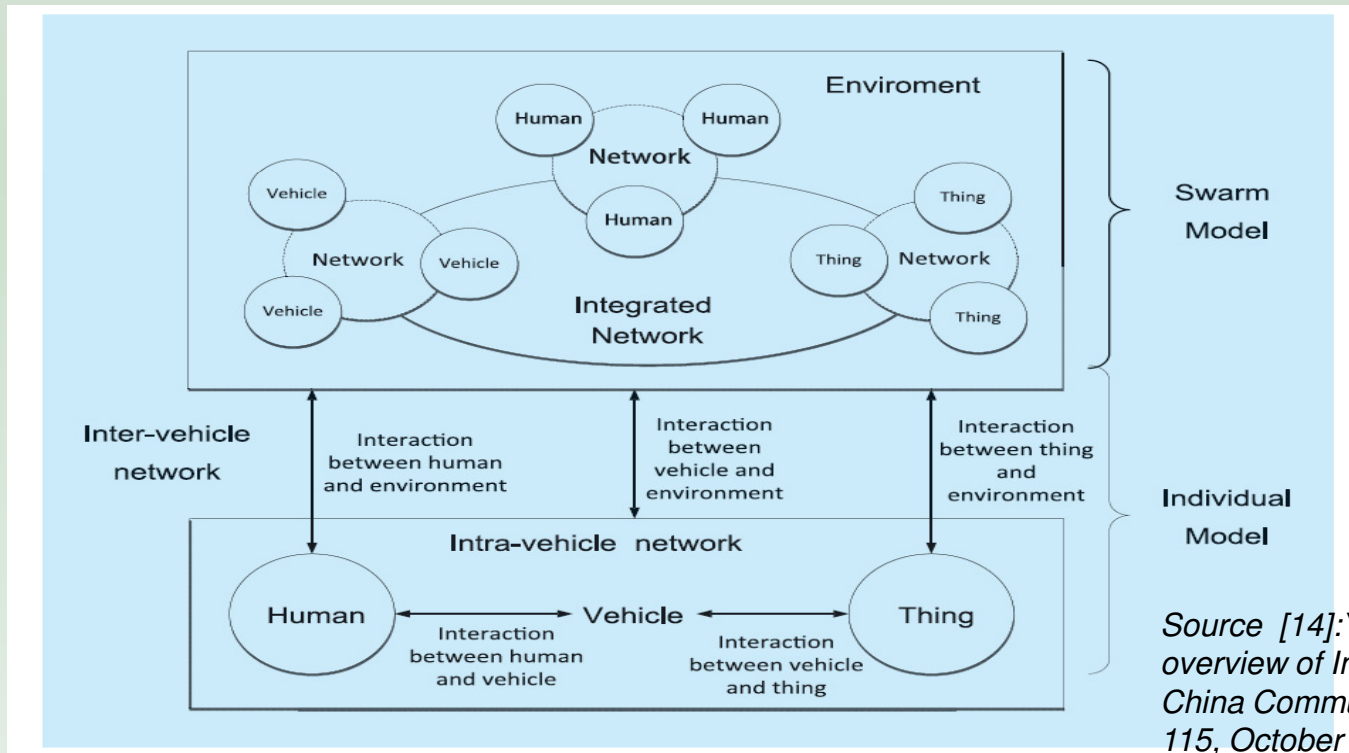 Enviroment
Human
Human
Network
Human
Vehicle
Network
Vehicle
Vehicle
Thing
Thing
Network
Thing
Integrated
Network
Swarm
Model
Inter-vehicle
network
Interaction
between human
and environment
Interaction
between
vehicle and
environment
Interaction
between thing
and
environment
Individual
Model
Intra-vehicle network
Human
Vehicle
Thing
Interaction
between human
and vehicle
Interaction
between vehicle
and thing
Source [14]:
overview of
China
115, October